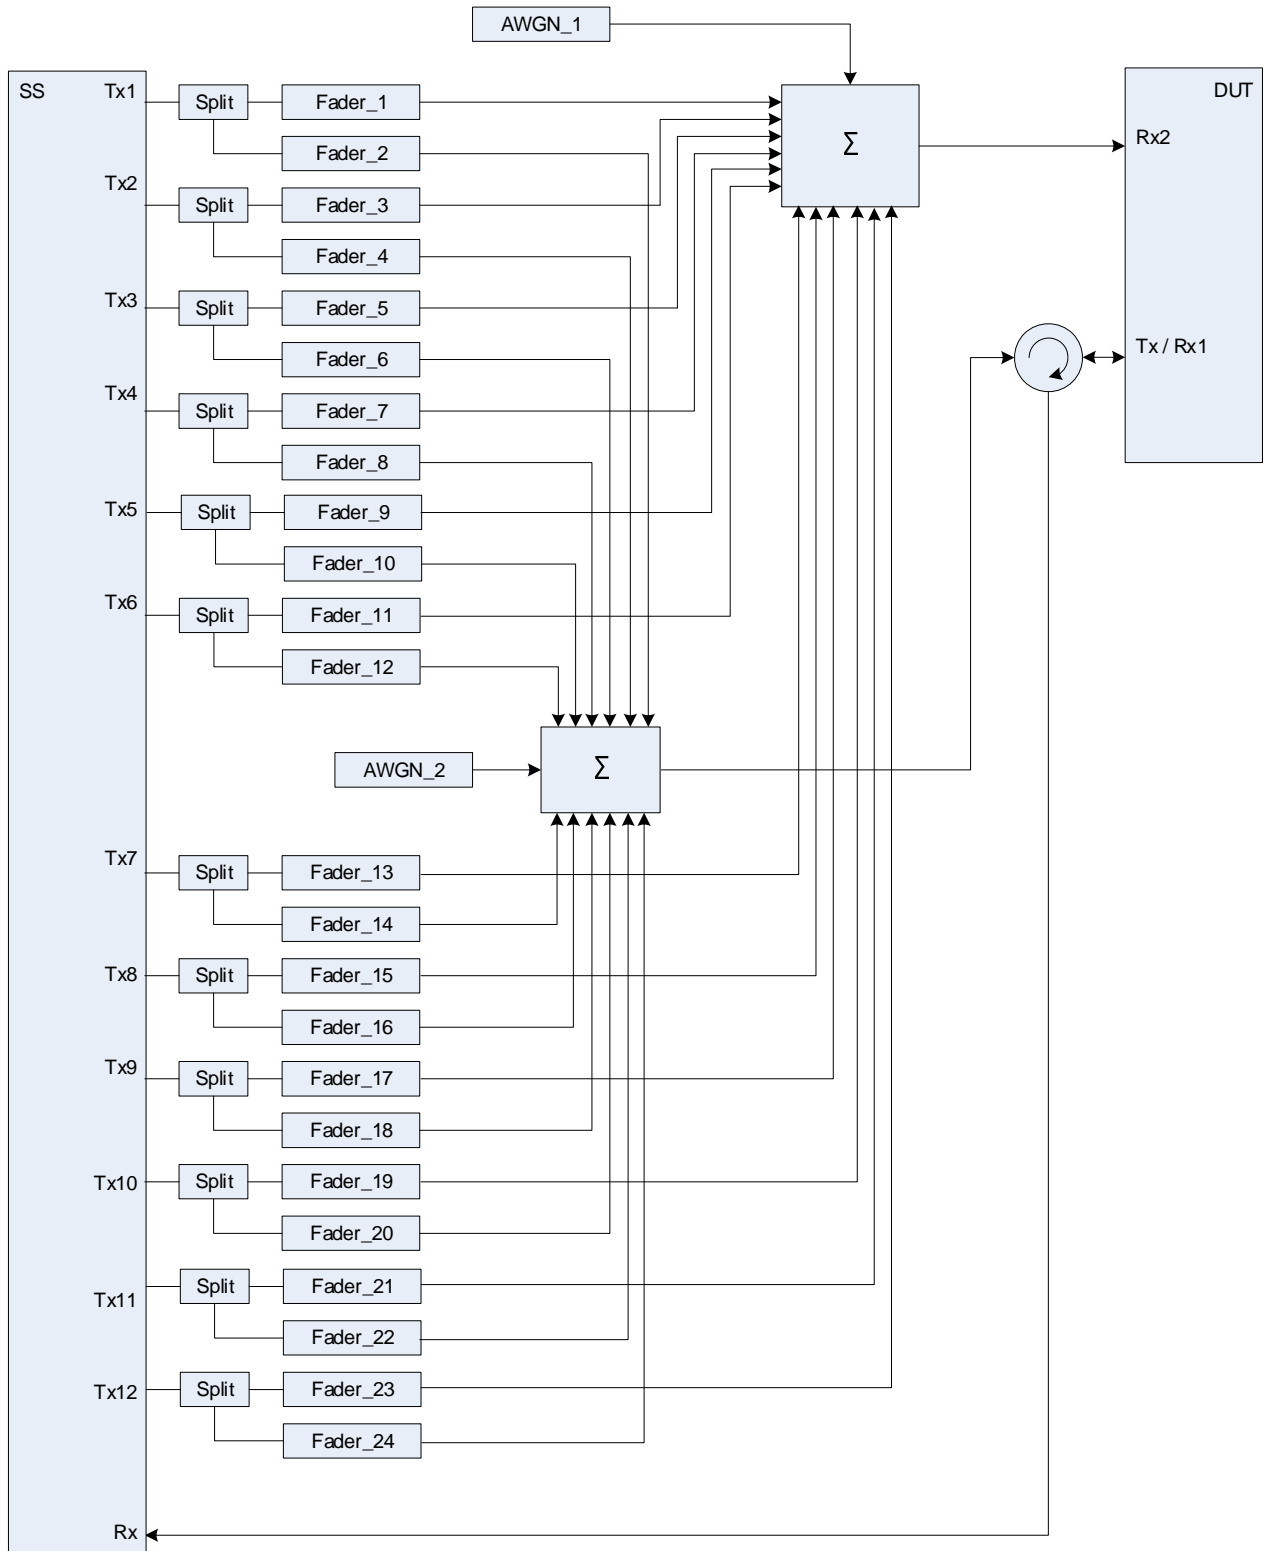 AWGN_1
SS
Tx1
Split
Fader_1
Σ
DUT
Rx2
Fader_2
Tx2
Split
Fader_3
Fader_4
Tx3
Split
Fader_5
Tx / Rx1
Fader_6
Tx4
Split
Fader_7
Fader_8
Tx5
Split
Fader_9
Fader_10
Tx6
Split
Fader_11
Fader_12
AWGN_2
Σ
Tx7
Split
Fader_13
Fader_14
Tx8
Split
Fader_15
Fader_16
Tx9
Split
Fader_17
Fader_18
Tx10
Split
Fader_19
Fader_20
Tx11
Split
Fader_21
Fader_22
Tx12
Split
Fader_23
Fader_24
Rx